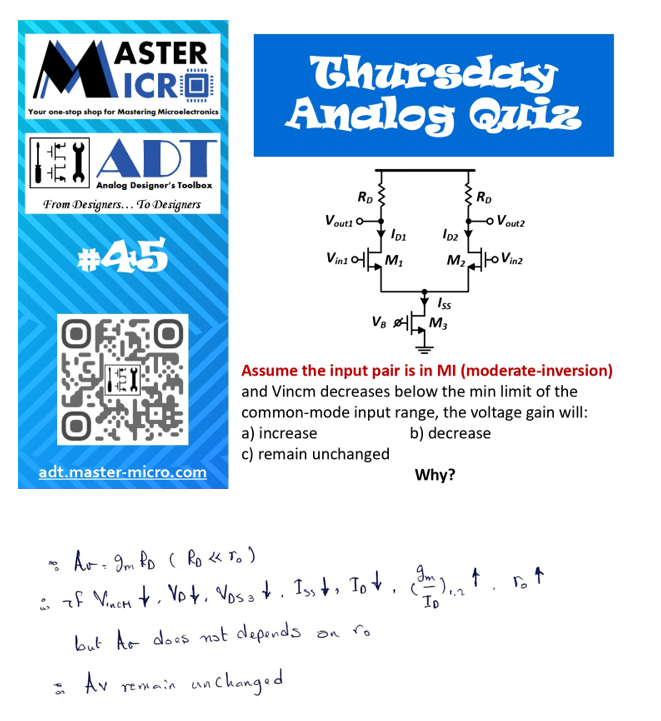 MASTER
MICRO
Your one-stop shop for Mastering Microelectronics
ADT
Analog Designer's Toolbox
From Designers... To Designers
#45
adt.master-micro.com
Thursday
Analog Quiz
RD RD
Vout1 Vout2
ID1 ID2
Vin1 M1 M2 Vin2
ISS
VB M3
Assume the input pair is in MI (moderate-inversion)
and Vincm decreases below the min limit of the
common-mode input range, the voltage gain will:
a) increase b) decrease
c) remain unchanged
Why?
∵ Av = gm RD ( RD << ro )
∴ if VincM ↓, VD↓, VDS3 ↓, ISS↓, ID↓, (gm/ID)1,2 ↑, ro ↑
but Av does not depends on ro
∴ Av remain unchanged